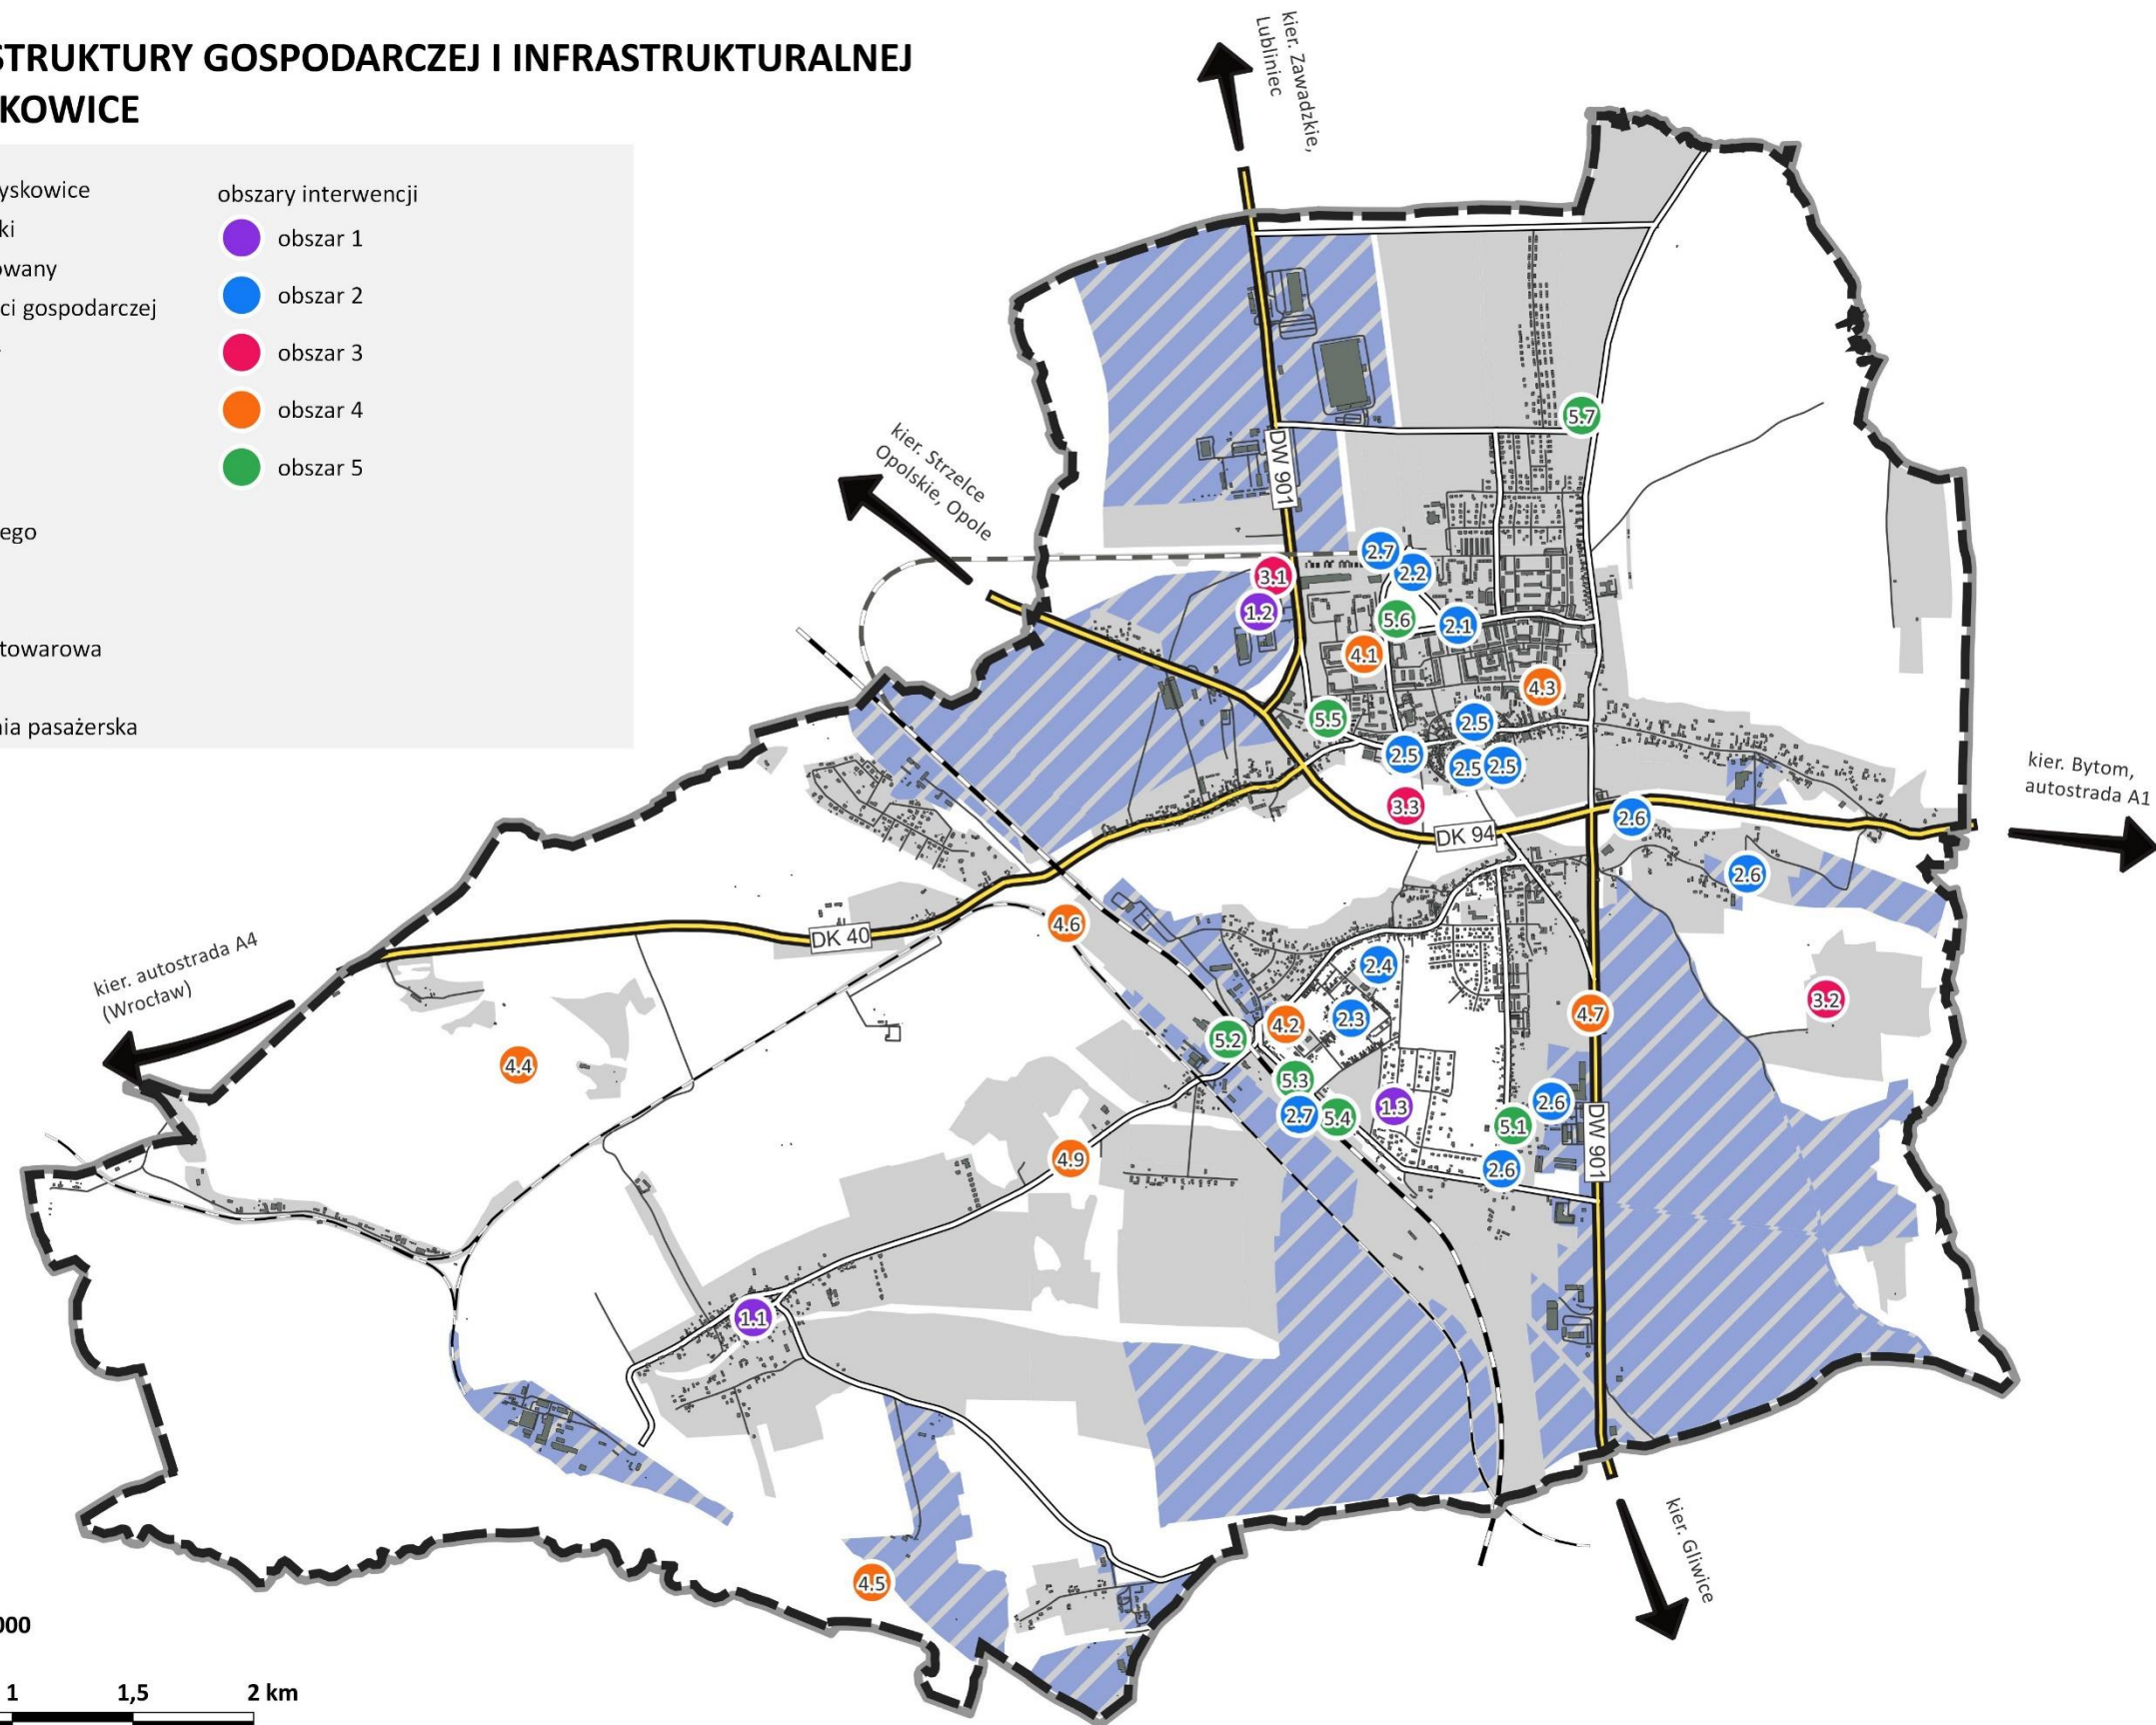 STRUKTURY GOSPODARCZEJ I INFRASTRUKTURALNEJ
KOWICE
yskowice
ki
owany
ci gospodarczej
ego
towarowa
nia pasażerska
obszary interwencji
obszar 1
obszar 2
obszar 3
obszar 4
obszar 5
kier. Zawadzkie,
Lubliniec
kier. Strzelce
Opolskie, Opole
DW 901
5.7
2.7
3.1
2.2
1.2
5.6
2.1
4.1
4.3
5.5
2.5
2.5
2.5
2.5
kier. Bytom,
autostrada A1
3.3
2.6
DK 94
2.6
4.6
DK 40
kier. autostrada A4
(Wrocław)
2.4
3.2
4.7
2.3
4.2
5.2
4.4
5.3
2.7
5.4
1.3
2.6
5.1
DW 901
4.9
2.6
1.1
kier. Gliwice
4.5
000
1
1,5
2 km